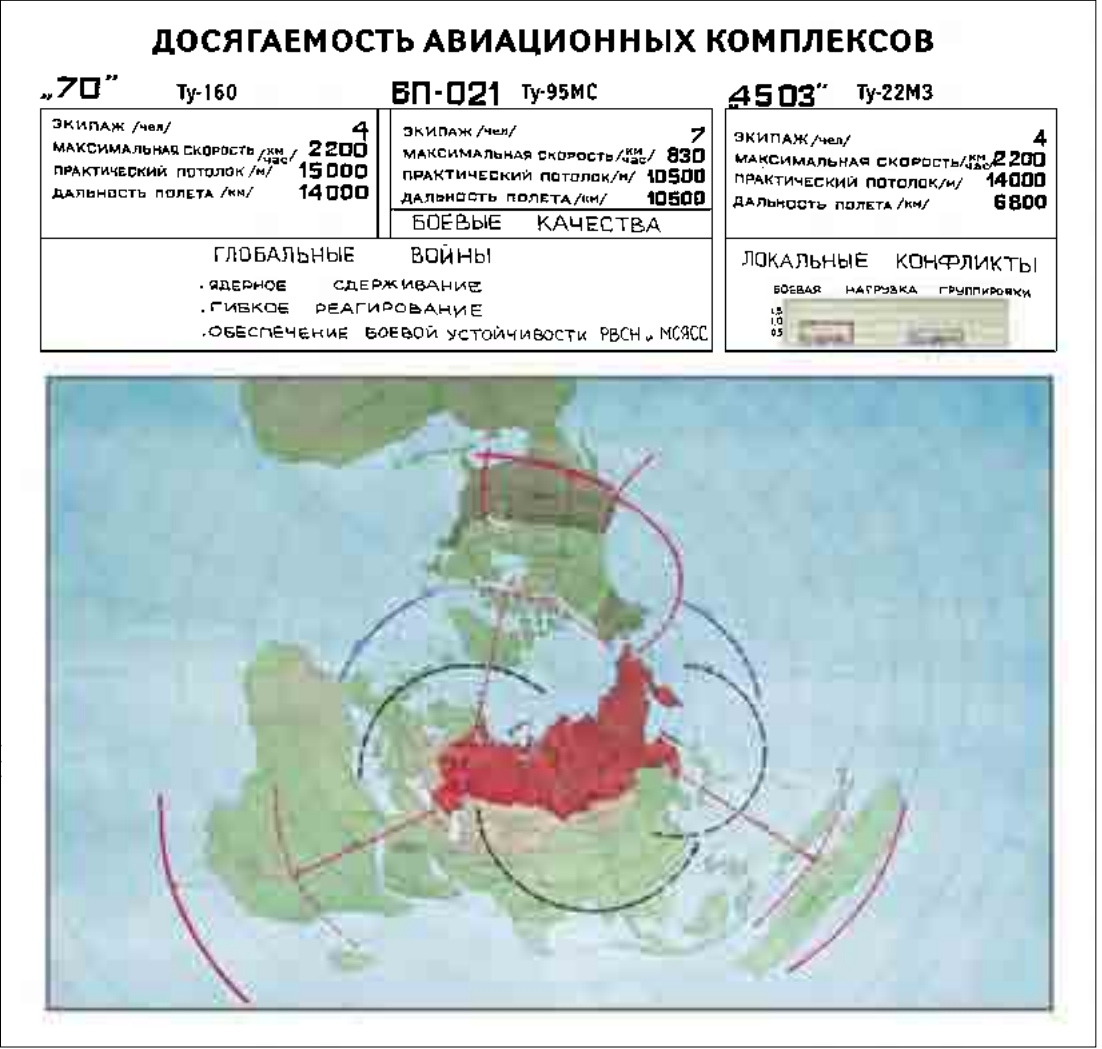 ДОСЯГАЕМОСТЬ АВИАЦИОННЫХ КОМПЛЕКСОВ
„70” Ту-160
ЭКИПАЖ /чел/ 4
МАКСИМАЛЬНАЯ СКОРОСТЬ /км/час/ 2200
ПРАКТИЧЕСКИЙ ПОТОЛОК /м/ 15000
ДАЛЬНОСТЬ ПОЛЕТА /км/ 14000
ВП-021 Ту-95МС
ЭКИПАЖ /чел/ 7
МАКСИМАЛЬНАЯ СКОРОСТЬ /км/час/ 830
ПРАКТИЧЕСКИЙ ПОТОЛОК /м/ 10500
ДАЛЬНОСТЬ ПОЛЕТА /км/ 10500
„4503” Ту-22М3
ЭКИПАЖ /чел/ 4
МАКСИМАЛЬНАЯ СКОРОСТЬ /км/час/ 2200
ПРАКТИЧЕСКИЙ ПОТОЛОК /м/ 14000
ДАЛЬНОСТЬ ПОЛЕТА /км/ 6800
БОЕВЫЕ КАЧЕСТВА
ГЛОБАЛЬНЫЕ ВОЙНЫ
. ЯДЕРНОЕ СДЕРЖИВАНИЕ
. ГИБКОЕ РЕАГИРОВАНИЕ
. ОБЕСПЕЧЕНИЕ БОЕВОЙ УСТОЙЧИВОСТИ РВСН и МСЯСС
ЛОКАЛЬНЫЕ КОНФЛИКТЫ
БОЕВАЯ НАГРУЗКА ГРУППИРОВКИ
1,5
1,0
0,5